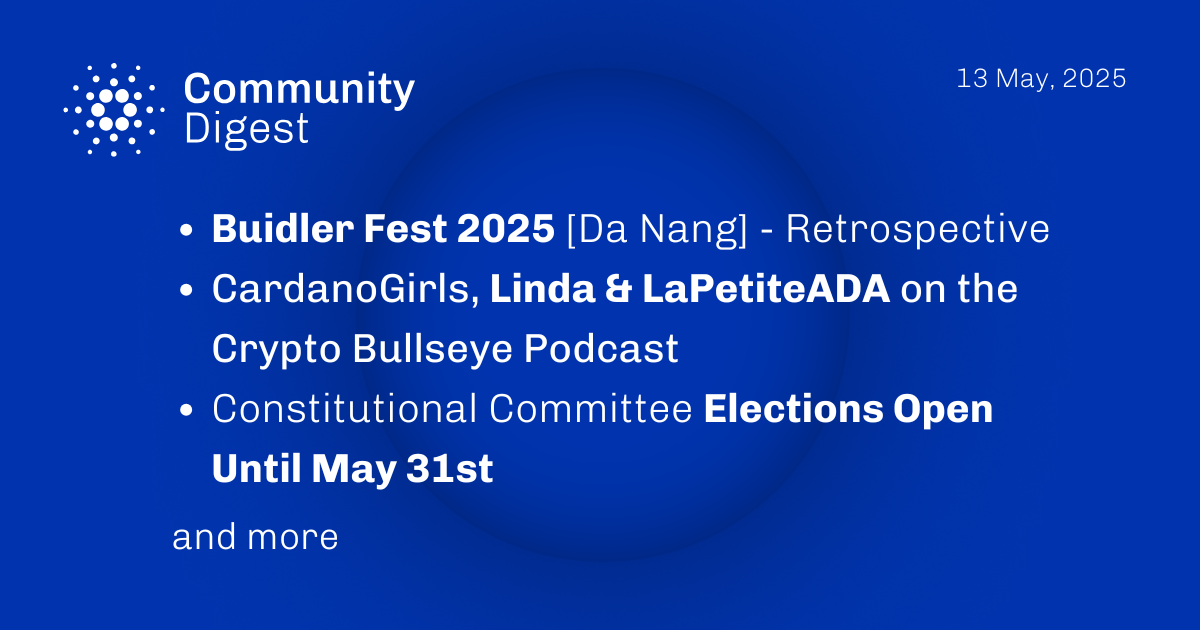 Community
Digest
13 May, 2025
• Buidler Fest 2025 [Da Nang] - Retrospective
• CardanoGirls, Linda & LaPetiteADA on the
Crypto Bullseye Podcast
• Constitutional Committee Elections Open
Until May 31st
and more